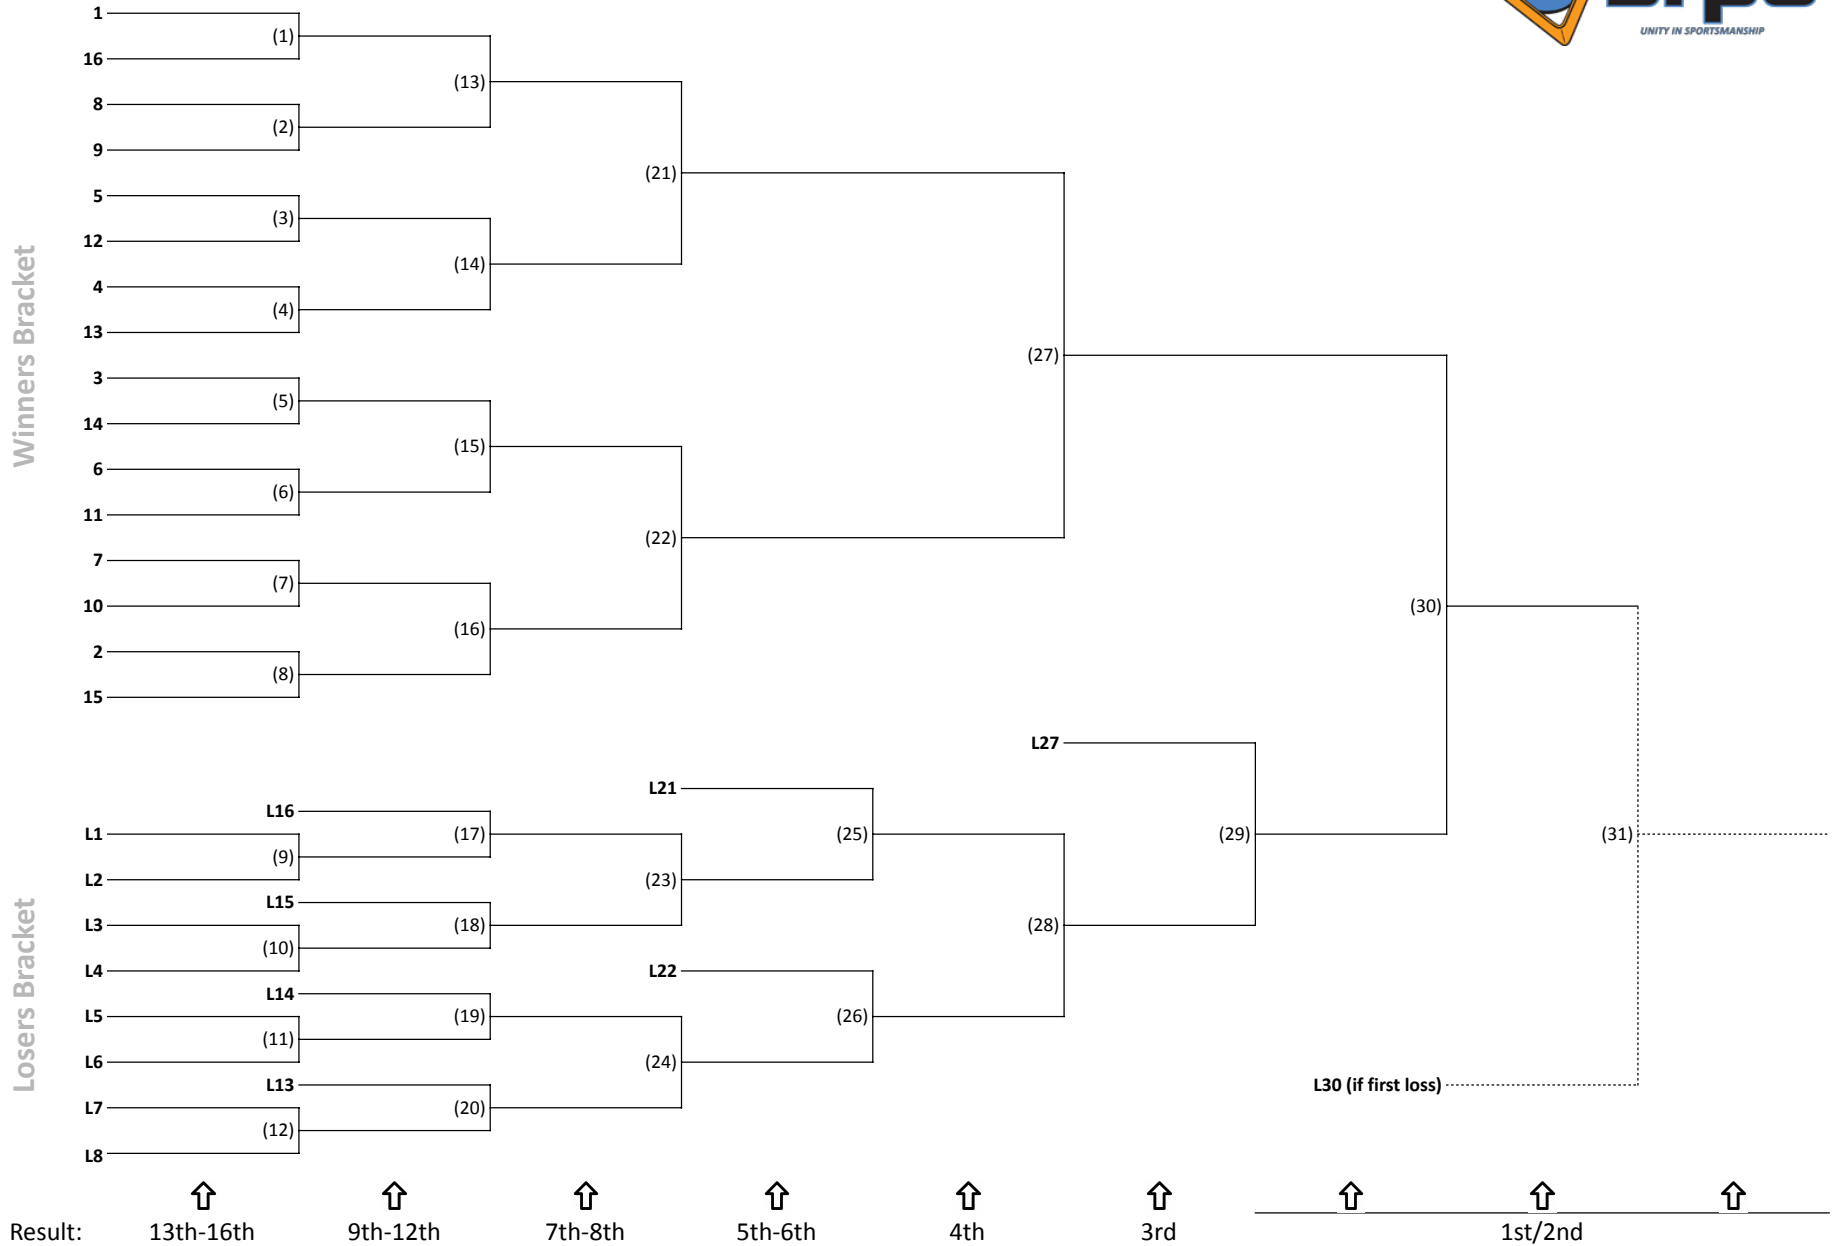 UNITY IN SPORTSMANSHIP
Winners Bracket
1
(1)
16
(13)
8
(2)
9
(21)
5
(3)
12
(14)
4
(4)
13
(27)
3
(5)
14
(15)
6
(6)
11
(22)
7
(7)
10
(30)
(16)
2
(8)
15
Losers Bracket
L27
L21
L16
L1
(17)
(25)
(29)
(31)
(9)
L2
(23)
L15
L3
(18)
(28)
(10)
L4
L22
L14
L5
(19)
(26)
(11)
L6
(24)
L13
L30 (if first loss)
L7
(20)
(12)
L8
Result: 13th-16th 9th-12th 7th-8th 5th-6th 4th 3rd 1st/2nd